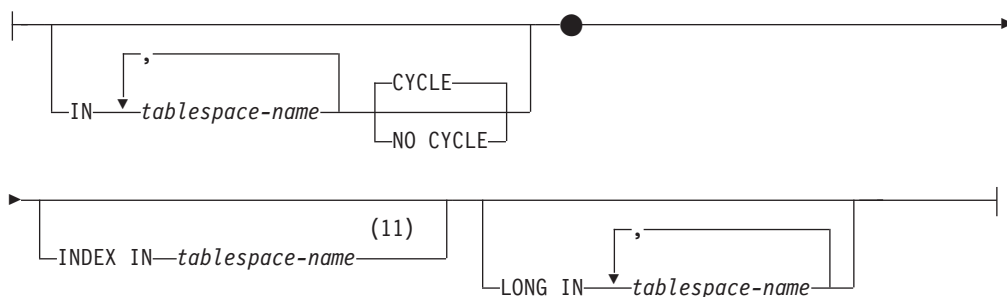 ,
CYCLE
IN tablespace-name
NO CYCLE
(11)
,
INDEX IN tablespace-name
LONG IN tablespace-name